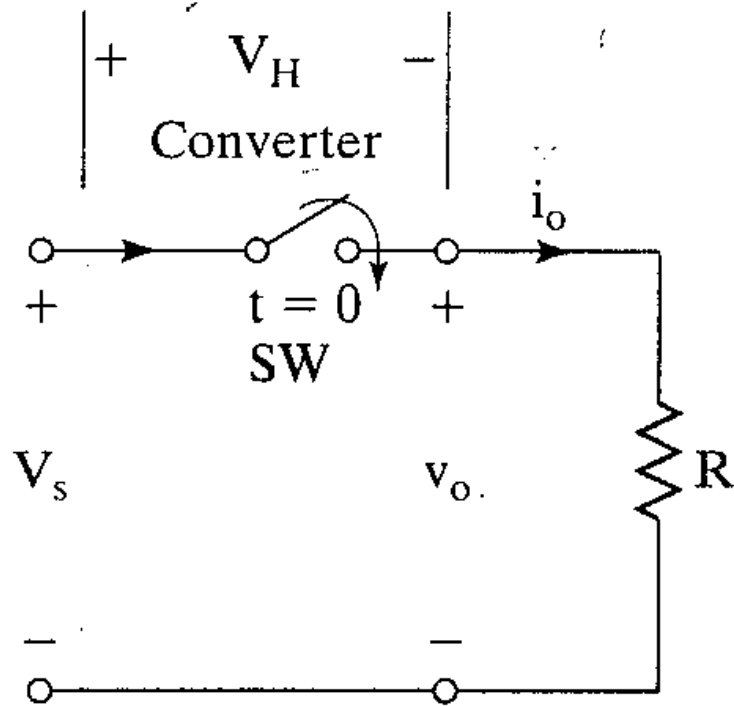 + V_H −
Converter
i_o
+ t = 0 +
SW
V_s v_o R
− −